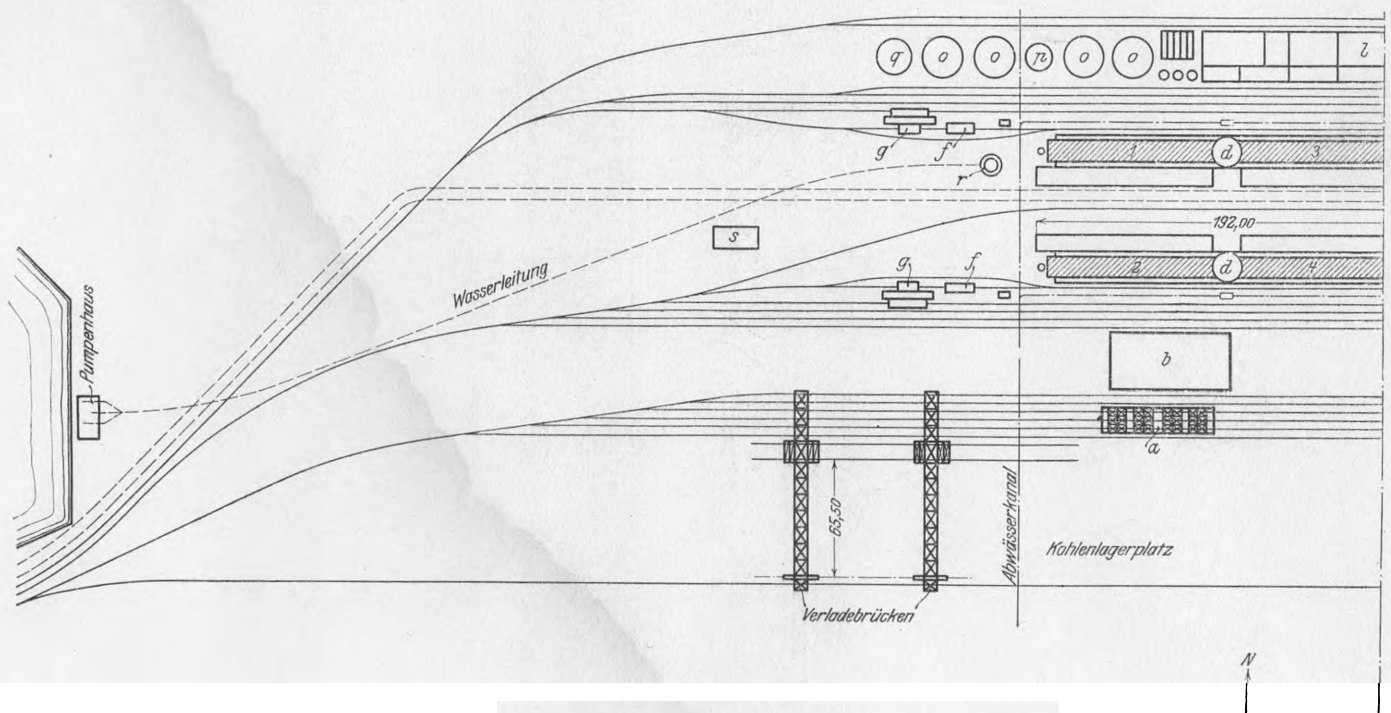 q o o n o o l
g f
1 d 3
r
192,00
s
Wasserleitung
g f
2 d 4
Pumpenhaus
b
a
65,50
Abwässerkanal
Kohlenlagerplatz
Verladebrücken
N